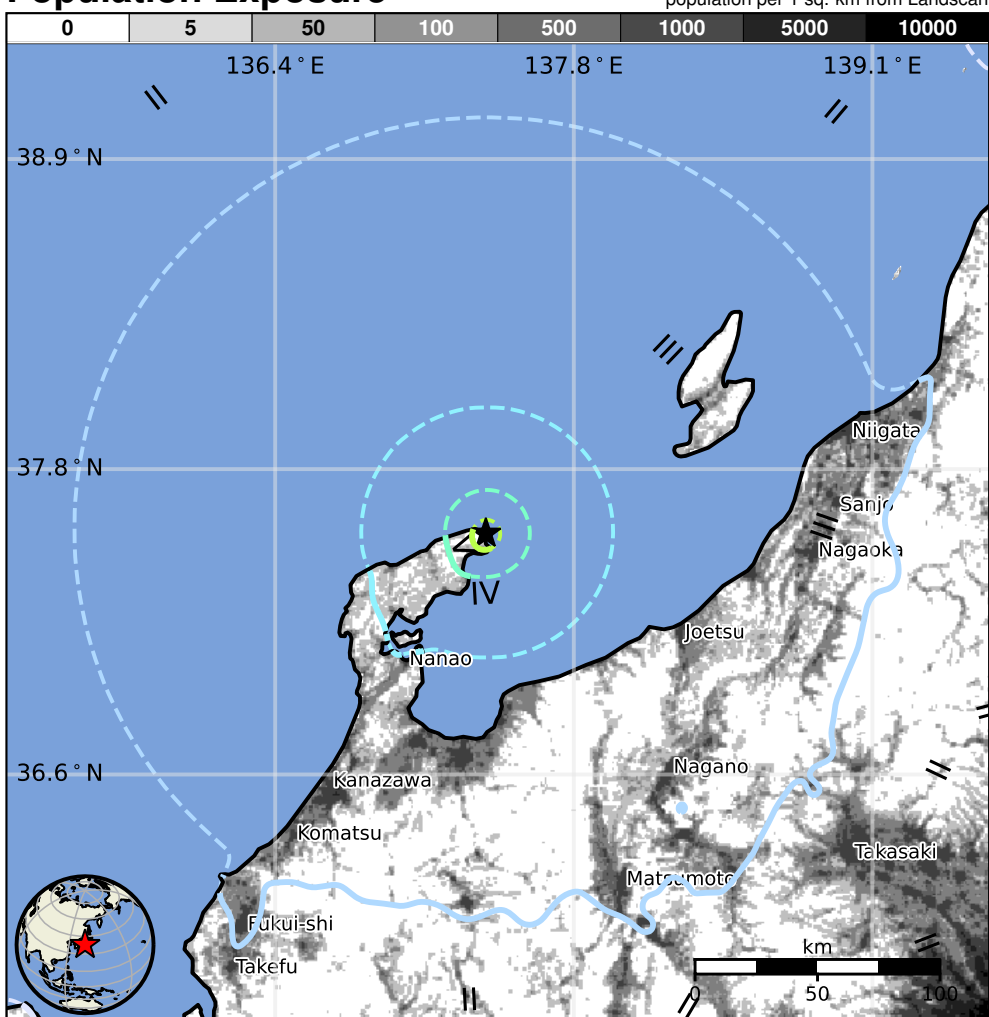 Population Exposure
population per 1 sq. km from Landscan
0 5 50 100 500 1000 5000 10000
136.4°E 137.8°E 139.1°E
II II
38.9°N
III
Niigata
37.8°N
Sanjo
III
Nagaoka
IV
Joetsu
Nanao
36.6°N
Nagano
II
Kanazawa
Komatsu
Takasaki
Matsumoto
Fukui-shi
II
km
Takefu
0 50 100
II